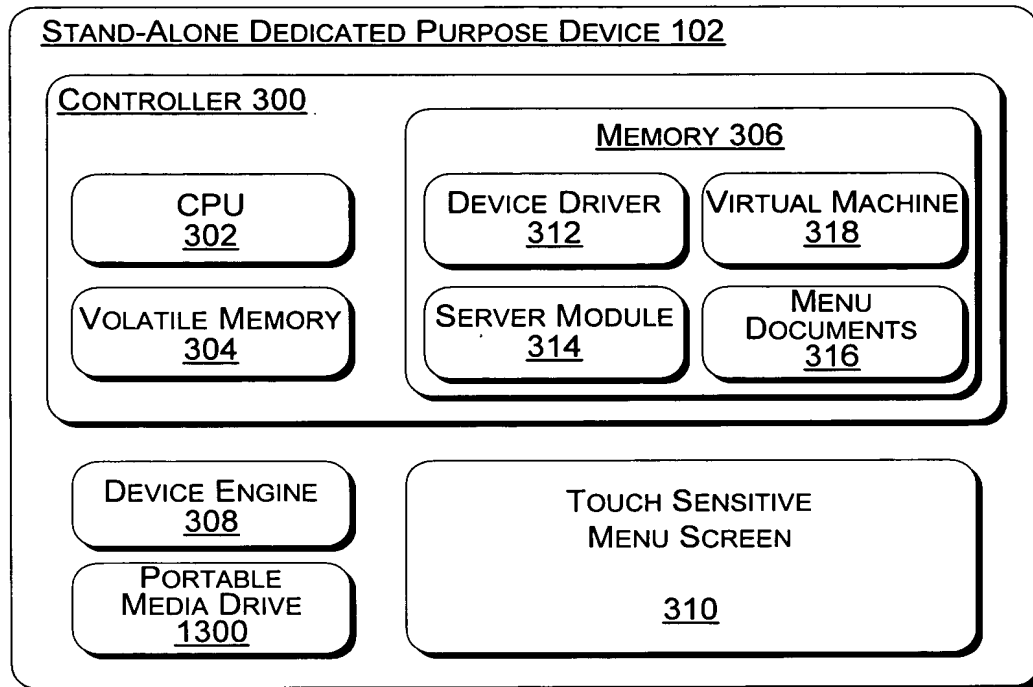 STAND-ALONE DEDICATED PURPOSE DEVICE 102
CONTROLLER 300
MEMORY 306
CPU
302
DEVICE DRIVER
312
VIRTUAL MACHINE
318
VOLATILE MEMORY
304
SERVER MODULE
314
MENU
DOCUMENTS
316
DEVICE ENGINE
308
TOUCH SENSITIVE
MENU SCREEN
310
PORTABLE
MEDIA DRIVE
1300